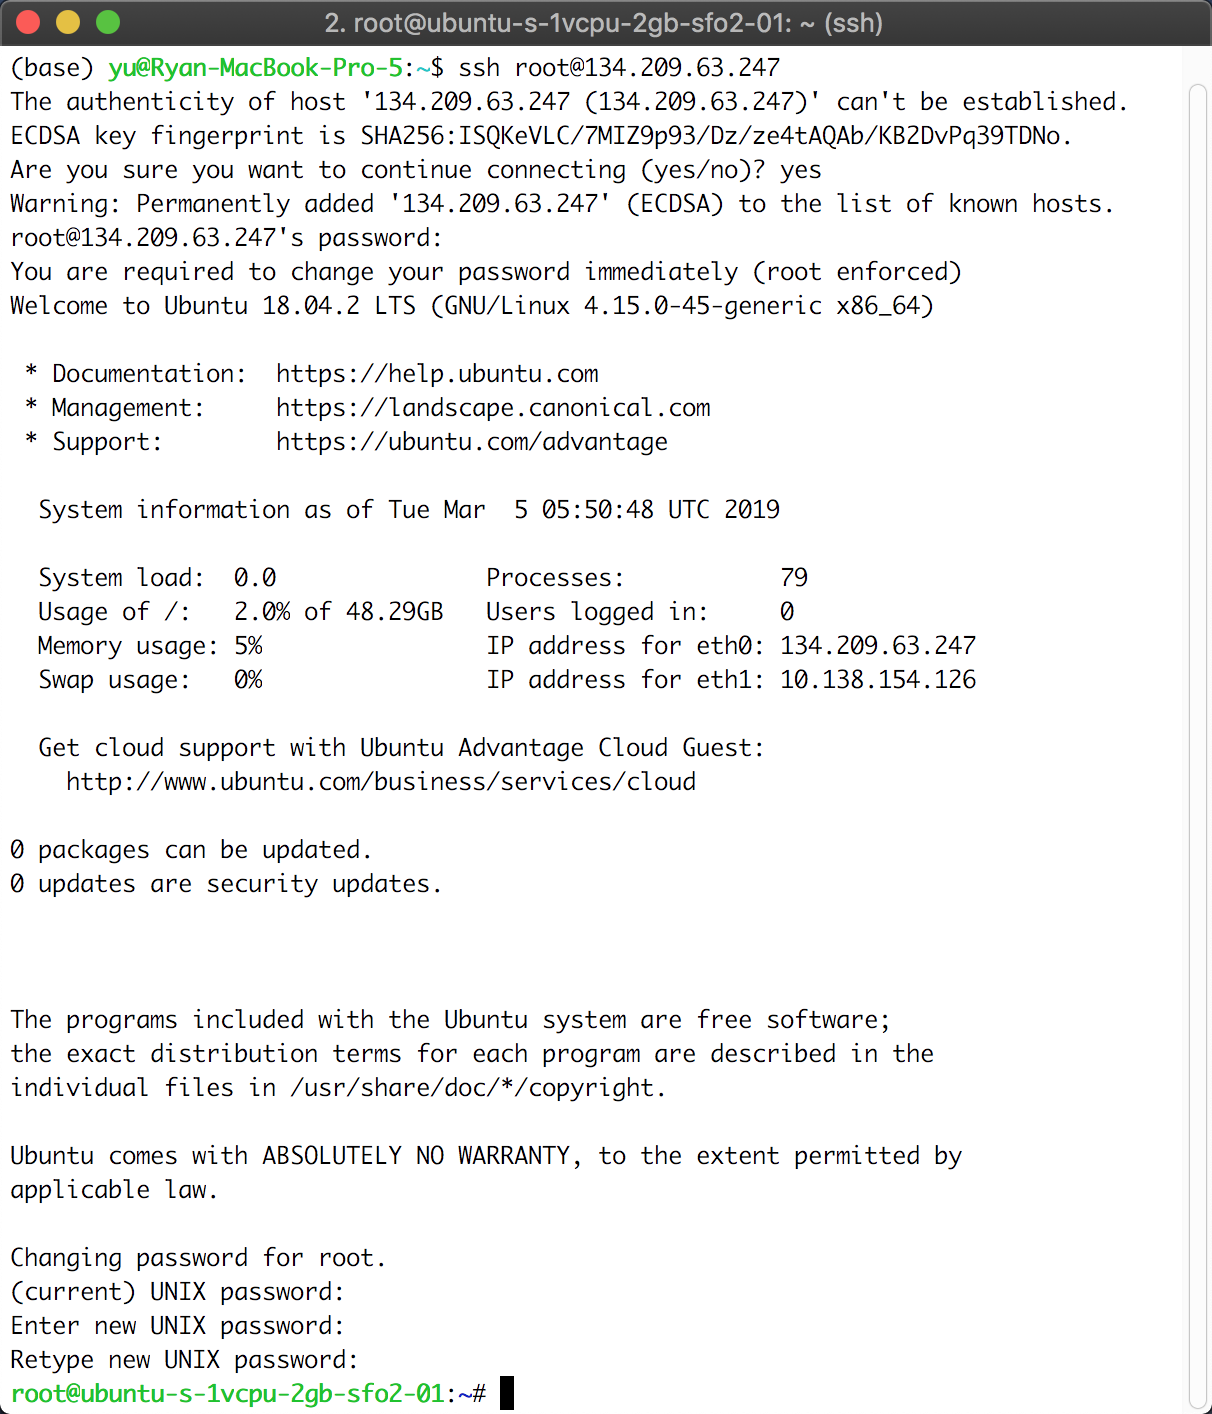 2. root@ubuntu-s-1vcpu-2gb-sfo2-01: ~ (ssh)
(base) yu@Ryan-MacBook-Pro-5:~$ ssh root@134.209.63.247
The authenticity of host '134.209.63.247 (134.209.63.247)' can't be established.
ECDSA key fingerprint is SHA256:ISQKeVLC/7MIZ9p93/Dz/ze4tAQAb/KB2DvPq39TDNo.
Are you sure you want to continue connecting (yes/no)? yes
Warning: Permanently added '134.209.63.247' (ECDSA) to the list of known hosts.
root@134.209.63.247's password:
You are required to change your password immediately (root enforced)
Welcome to Ubuntu 18.04.2 LTS (GNU/Linux 4.15.0-45-generic x86_64)

 * Documentation:  https://help.ubuntu.com
 * Management:     https://landscape.canonical.com
 * Support:        https://ubuntu.com/advantage

  System information as of Tue Mar  5 05:50:48 UTC 2019

  System load:  0.0               Processes:           79
  Usage of /:   2.0% of 48.29GB   Users logged in:     0
  Memory usage: 5%                IP address for eth0: 134.209.63.247
  Swap usage:   0%                IP address for eth1: 10.138.154.126

  Get cloud support with Ubuntu Advantage Cloud Guest:
    http://www.ubuntu.com/business/services/cloud

0 packages can be updated.
0 updates are security updates.

The programs included with the Ubuntu system are free software;
the exact distribution terms for each program are described in the
individual files in /usr/share/doc/*/copyright.

Ubuntu comes with ABSOLUTELY NO WARRANTY, to the extent permitted by
applicable law.

Changing password for root.
(current) UNIX password:
Enter new UNIX password:
Retype new UNIX password:
root@ubuntu-s-1vcpu-2gb-sfo2-01:~#